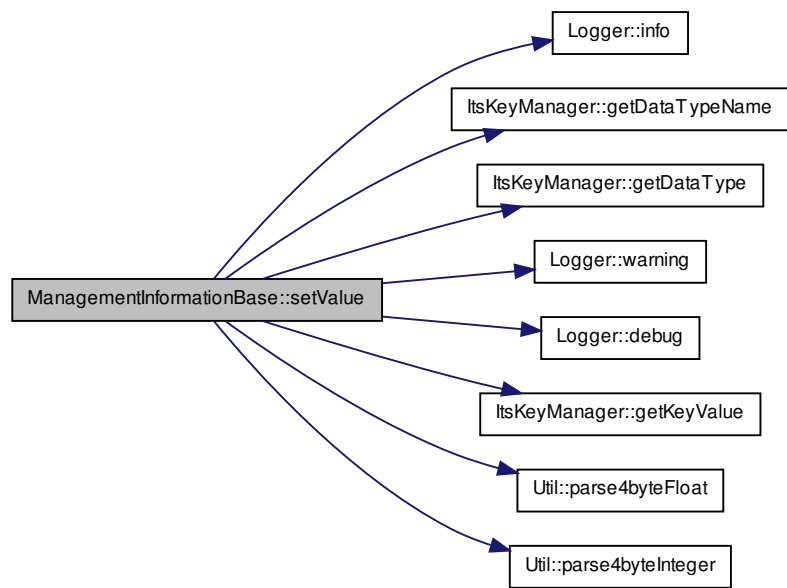 Logger::info
ItsKeyManager::getDataTypeName
ItsKeyManager::getDataType
Logger::warning
ManagementInformationBase::setValue
Logger::debug
ItsKeyManager::getKeyValue
Util::parse4byteFloat
Util::parse4byteInteger